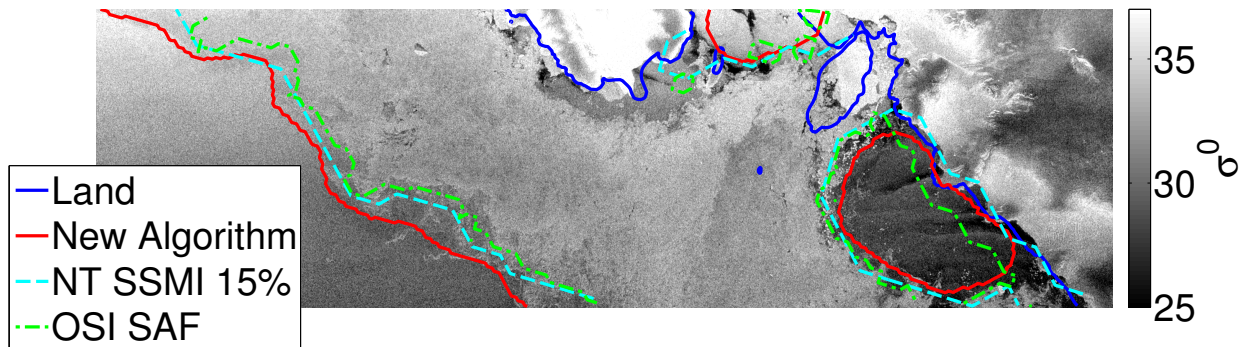 Land
New Algorithm
NT SSMI 15%
OSI SAF
35
30
25
σ⁰